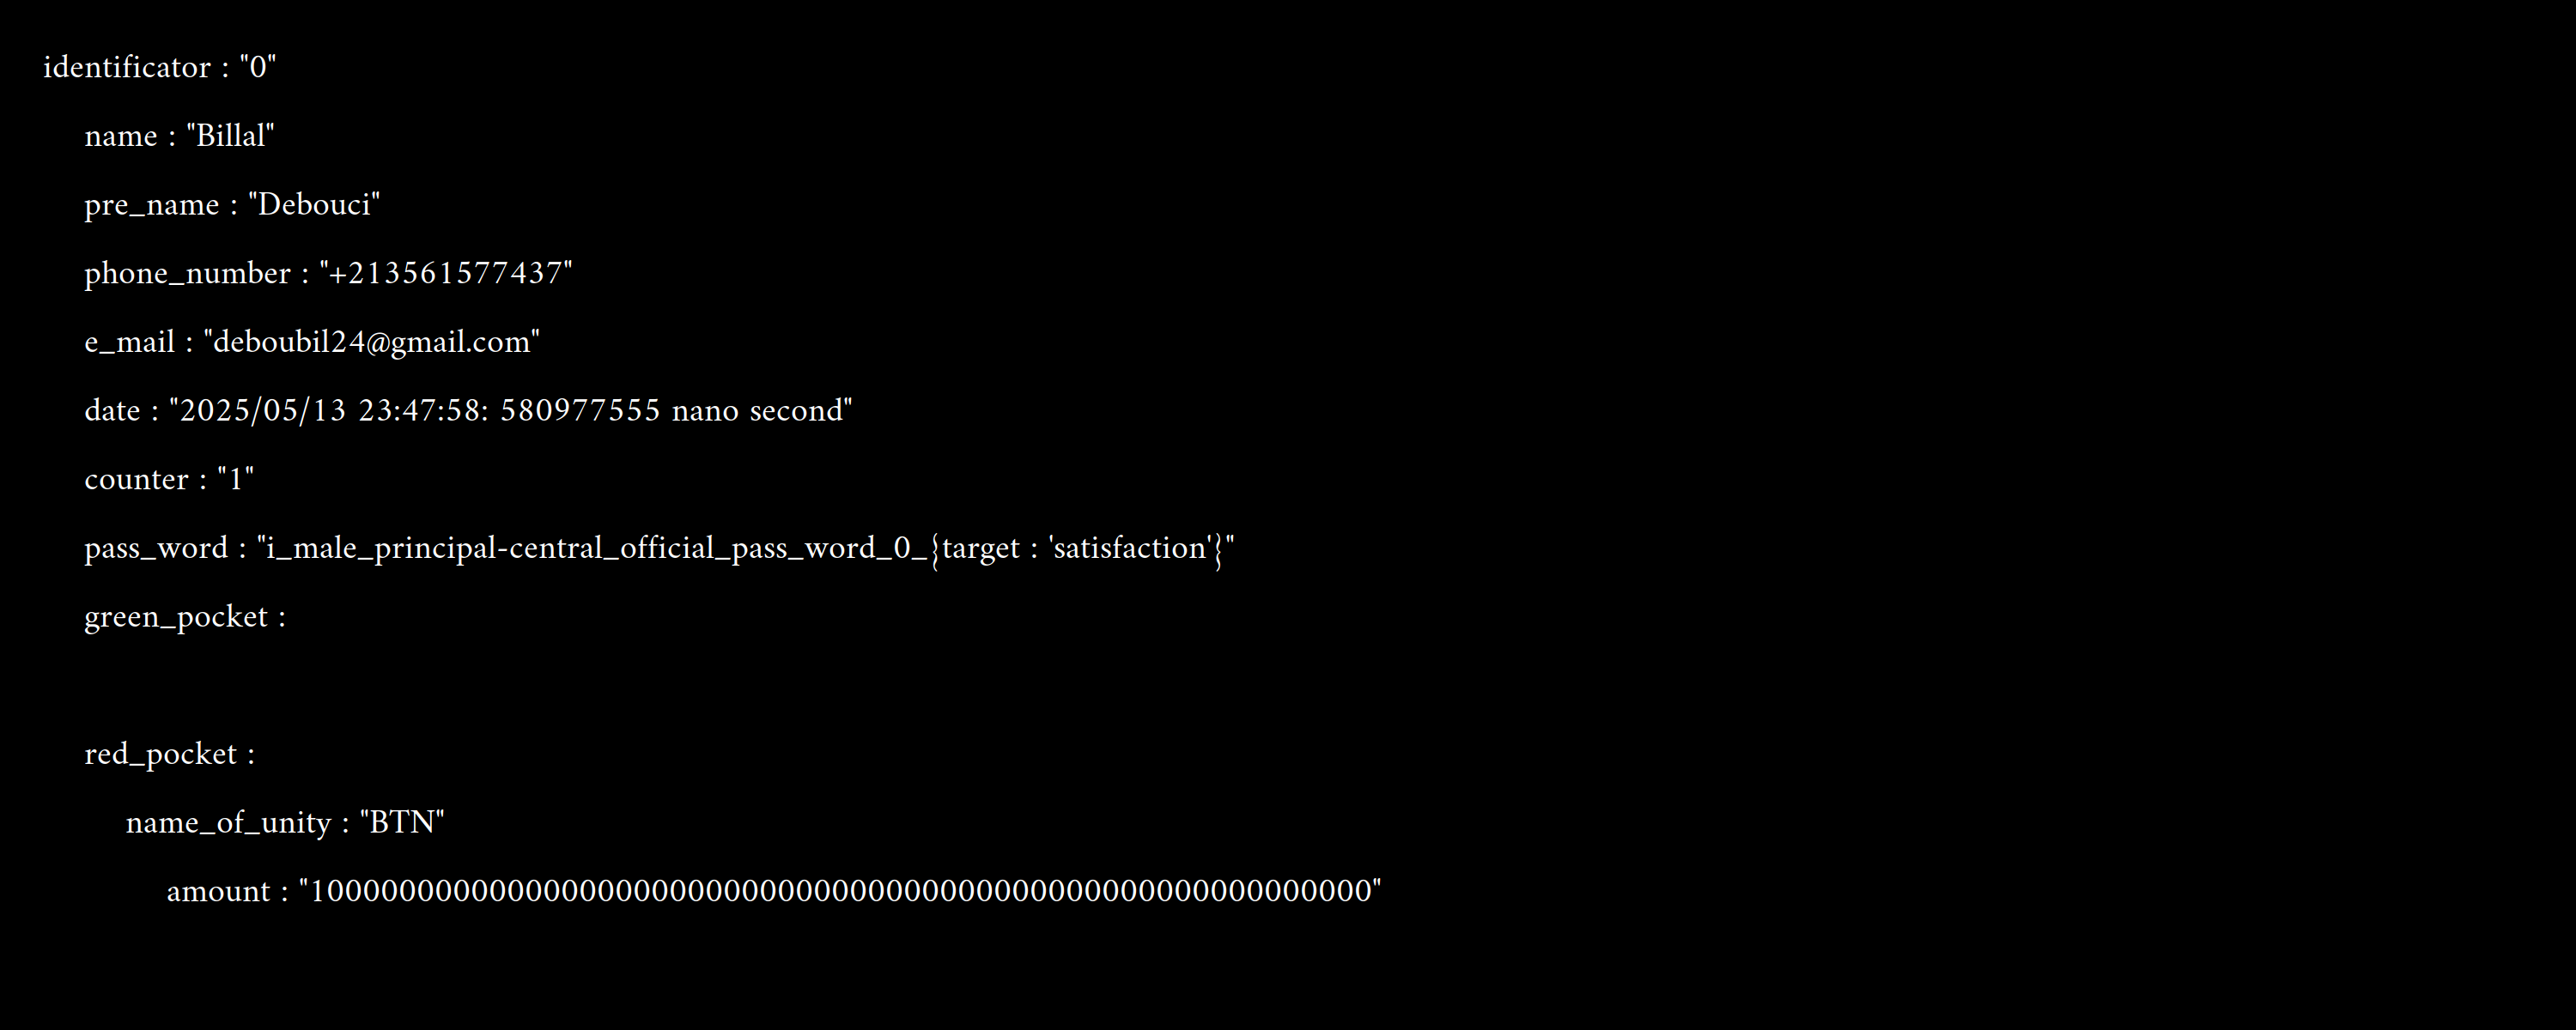 identificator : "0"
name : "Billal"
pre_name : "Debouci"
phone_number : "+213561577437"
e_mail : "deboubil24@gmail.com"
date : "2025/05/13 23:47:58: 580977555 nano second"
counter : "1"
pass_word : "i_male_principal-central_official_pass_word_0_{target : 'satisfaction'}"
green_pocket :
red_pocket :
name_of_unity : "BTN"
amount : "100000000000000000000000000000000000000000000000000000000000"